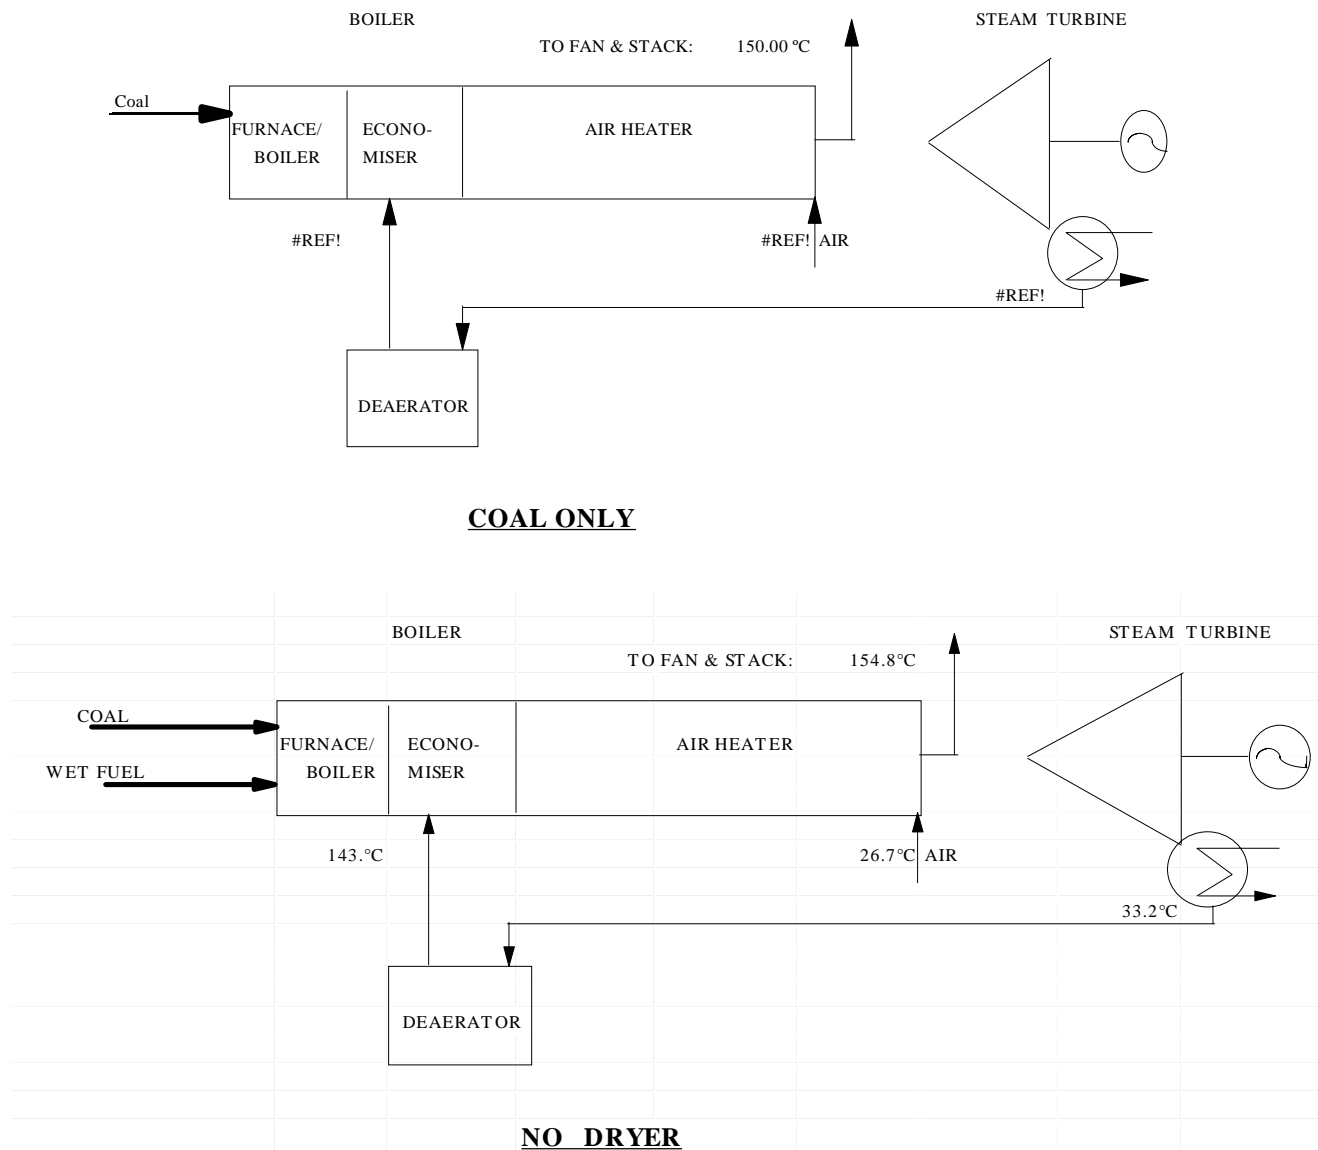 BOILER STEAM TURBINE
TO FAN & STACK: 150.00 °C
Coal
FURNACE/ ECONO- AIR HEATER
BOILER MISER
#REF! #REF! AIR
#REF!
DEAERATOR
COAL ONLY
BOILER STEAM TURBINE
TO FAN & STACK: 154.8°C
COAL
FURNACE/ ECONO- AIR HEATER
WET FUEL BOILER MISER
143.°C 26.7°C AIR
33.2°C
DEAERATOR
NO DRYER